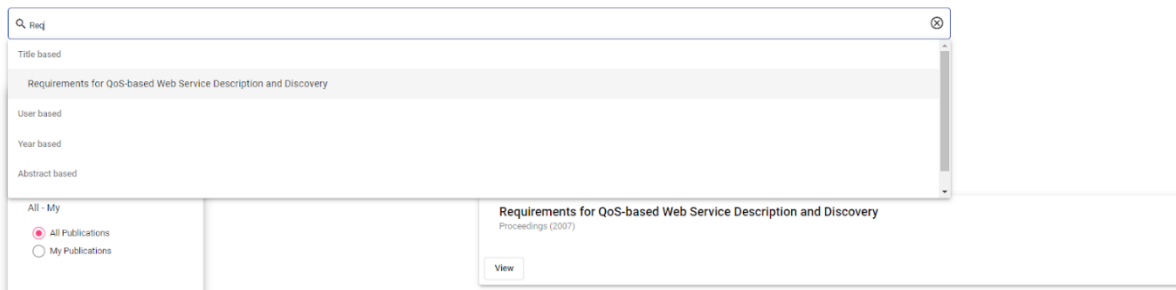 Req
Title based
Requirements for QoS-based Web Service Description and Discovery
User based
Year based
Abstract based
All - My
All Publications
My Publications
Requirements for QoS-based Web Service Description and Discovery
Proceedings (2007)
View